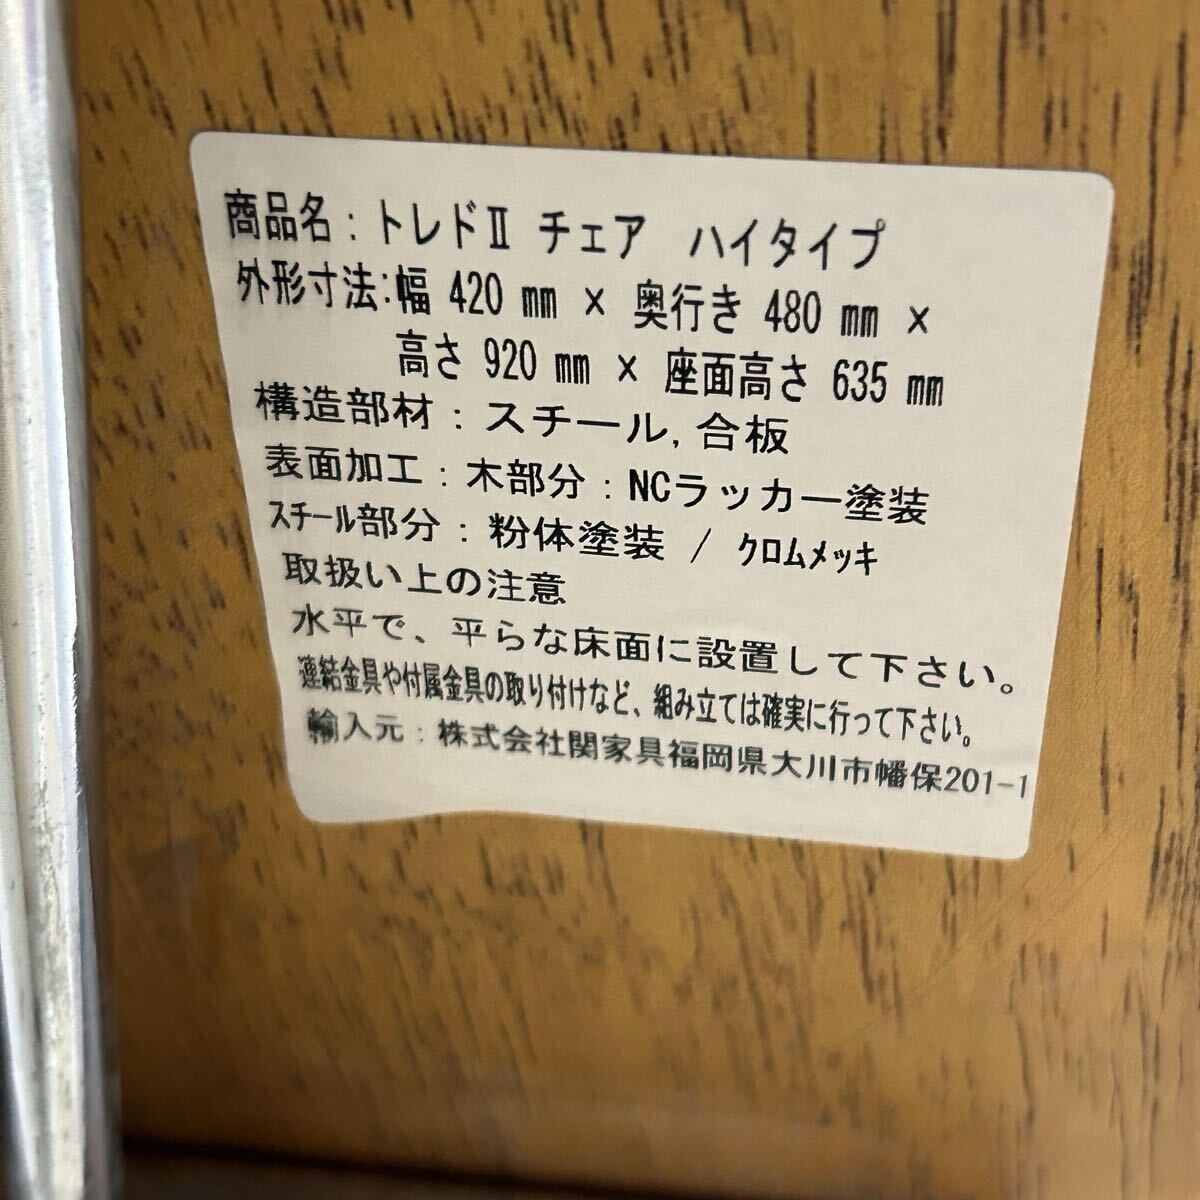 商品名：トレドⅡ チェア　ハイタイプ
外形寸法:幅 420 ㎜ × 奥行き 480 ㎜ ×
高さ 920 ㎜ × 座面高さ 635 ㎜
構造部材：スチール,合板
表面加工：木部分：NCラッカー塗装
ｽﾁｰﾙ部分：粉体塗装 / ｸﾛﾑﾒｯｷ
取扱い上の注意
水平で、平らな床面に設置して下さい。
連結金具や付属金具の取り付けなど、組み立ては確実に行って下さい。
輸入元：株式会社関家具福岡県大川市幡保201-1